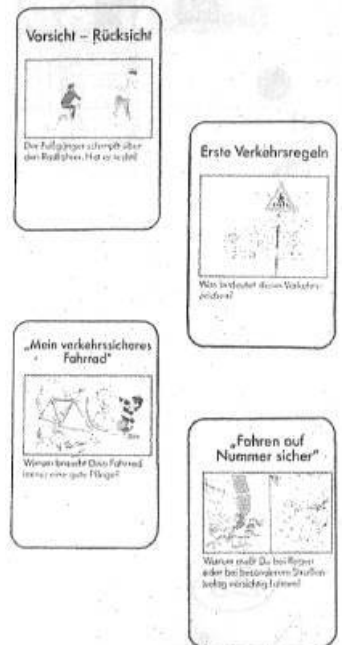 Vorsicht – Rücksicht
Der Fußgänger schimpft über
den Radfahrer. Hat er recht?
Erste Verkehrsregeln
Was bedeutet dieses Verkehrs-
zeichen?
„Mein verkehrssicheres
Fahrrad"
Warum braucht Dein Fahrrad
immer eine gute Pflege?
„Fahren auf
Nummer sicher"
Warum mußt Du bei Regen
oder bei besonderem Straßen-
belag vorsichtig fahren?